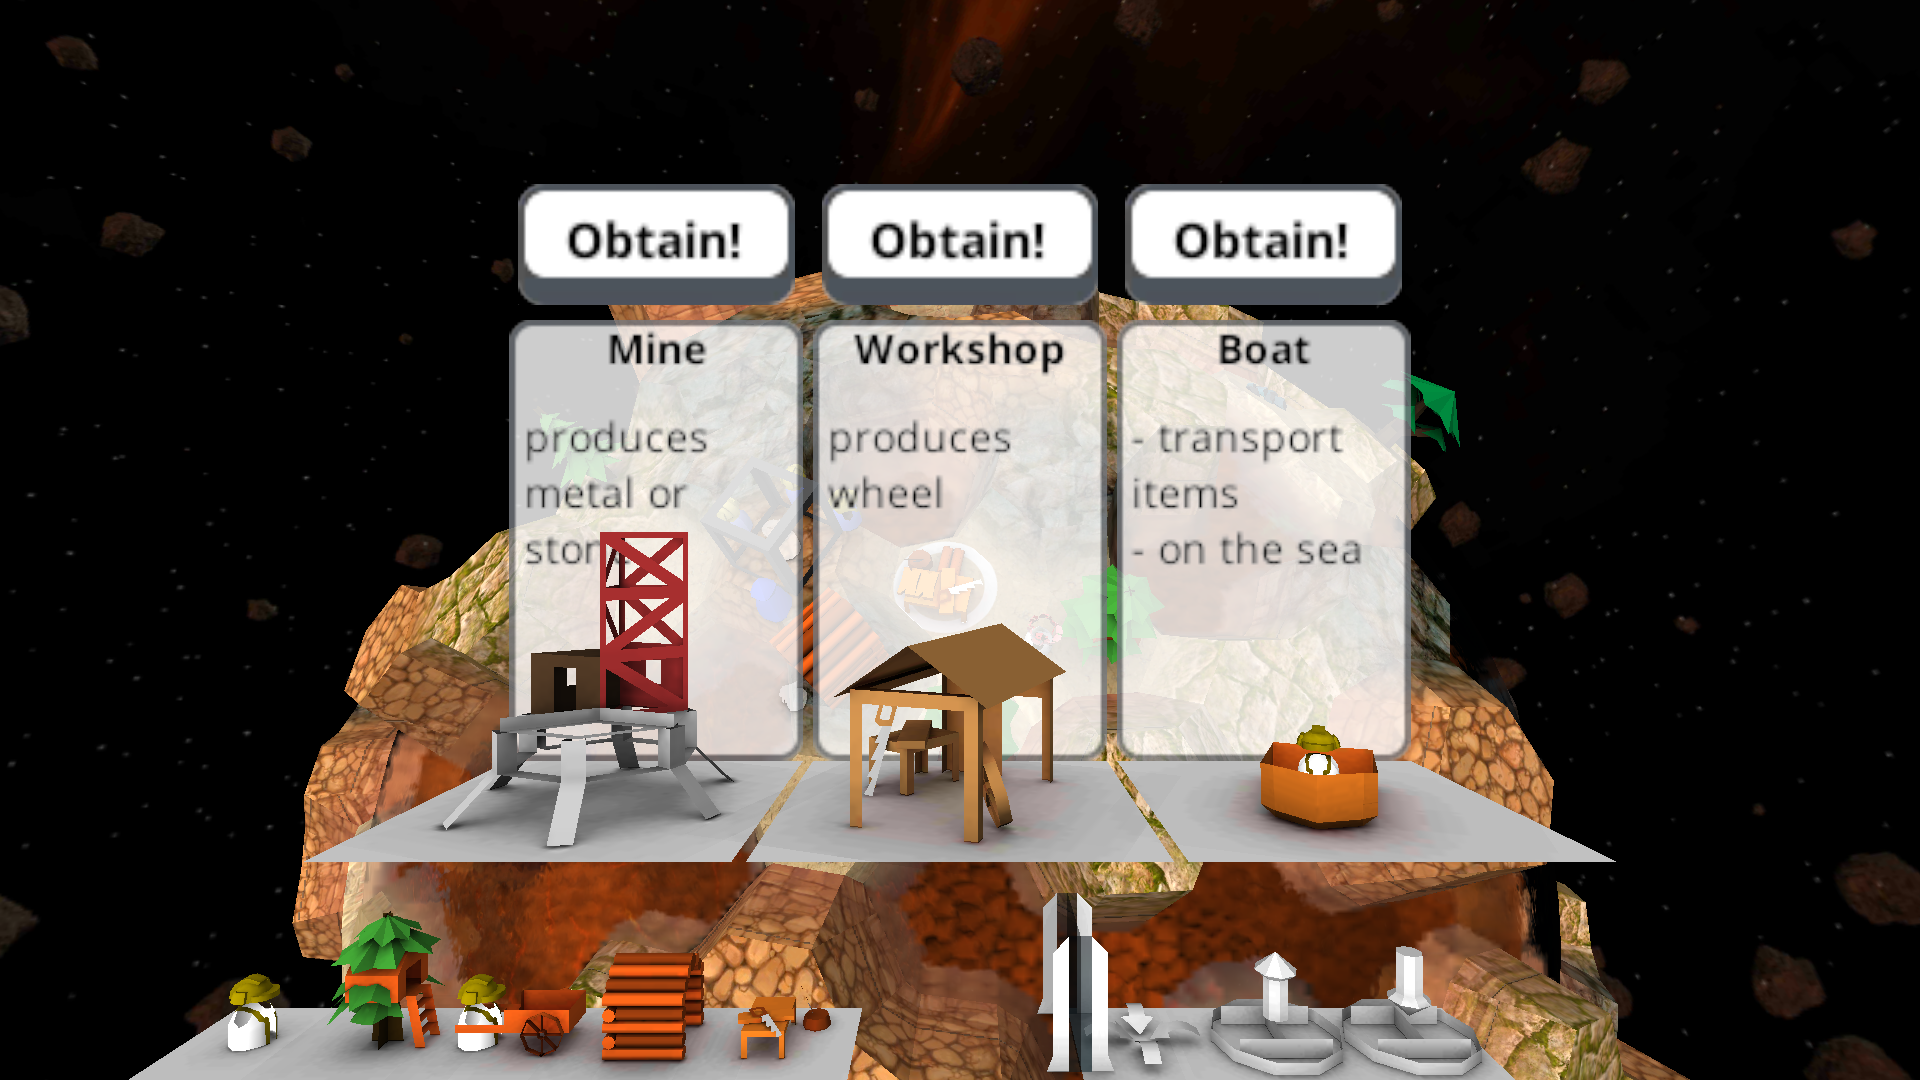 Obtain!
Obtain!
Obtain!
Mine
produces
metal or
Workshop
produces
wheel
Boat
- transport
items
- on the sea